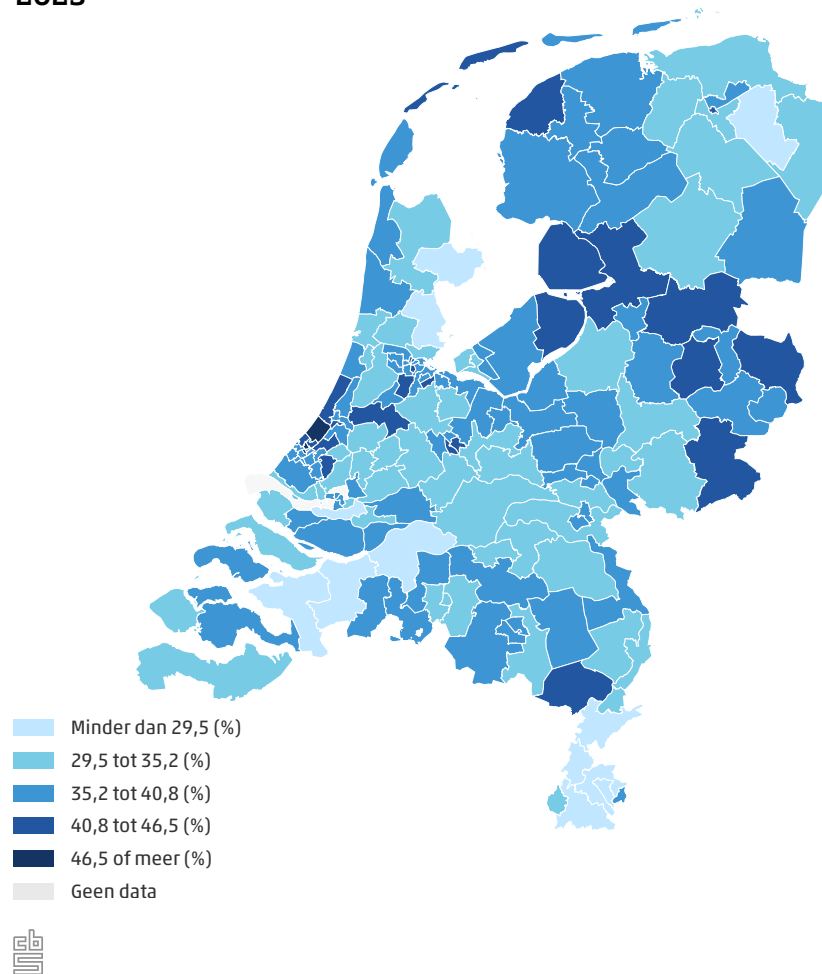 Minder dan 29,5 (%)
29,5 tot 35,2 (%)
35,2 tot 40,8 (%)
40,8 tot 46,5 (%)
46,5 of meer (%)
Geen data